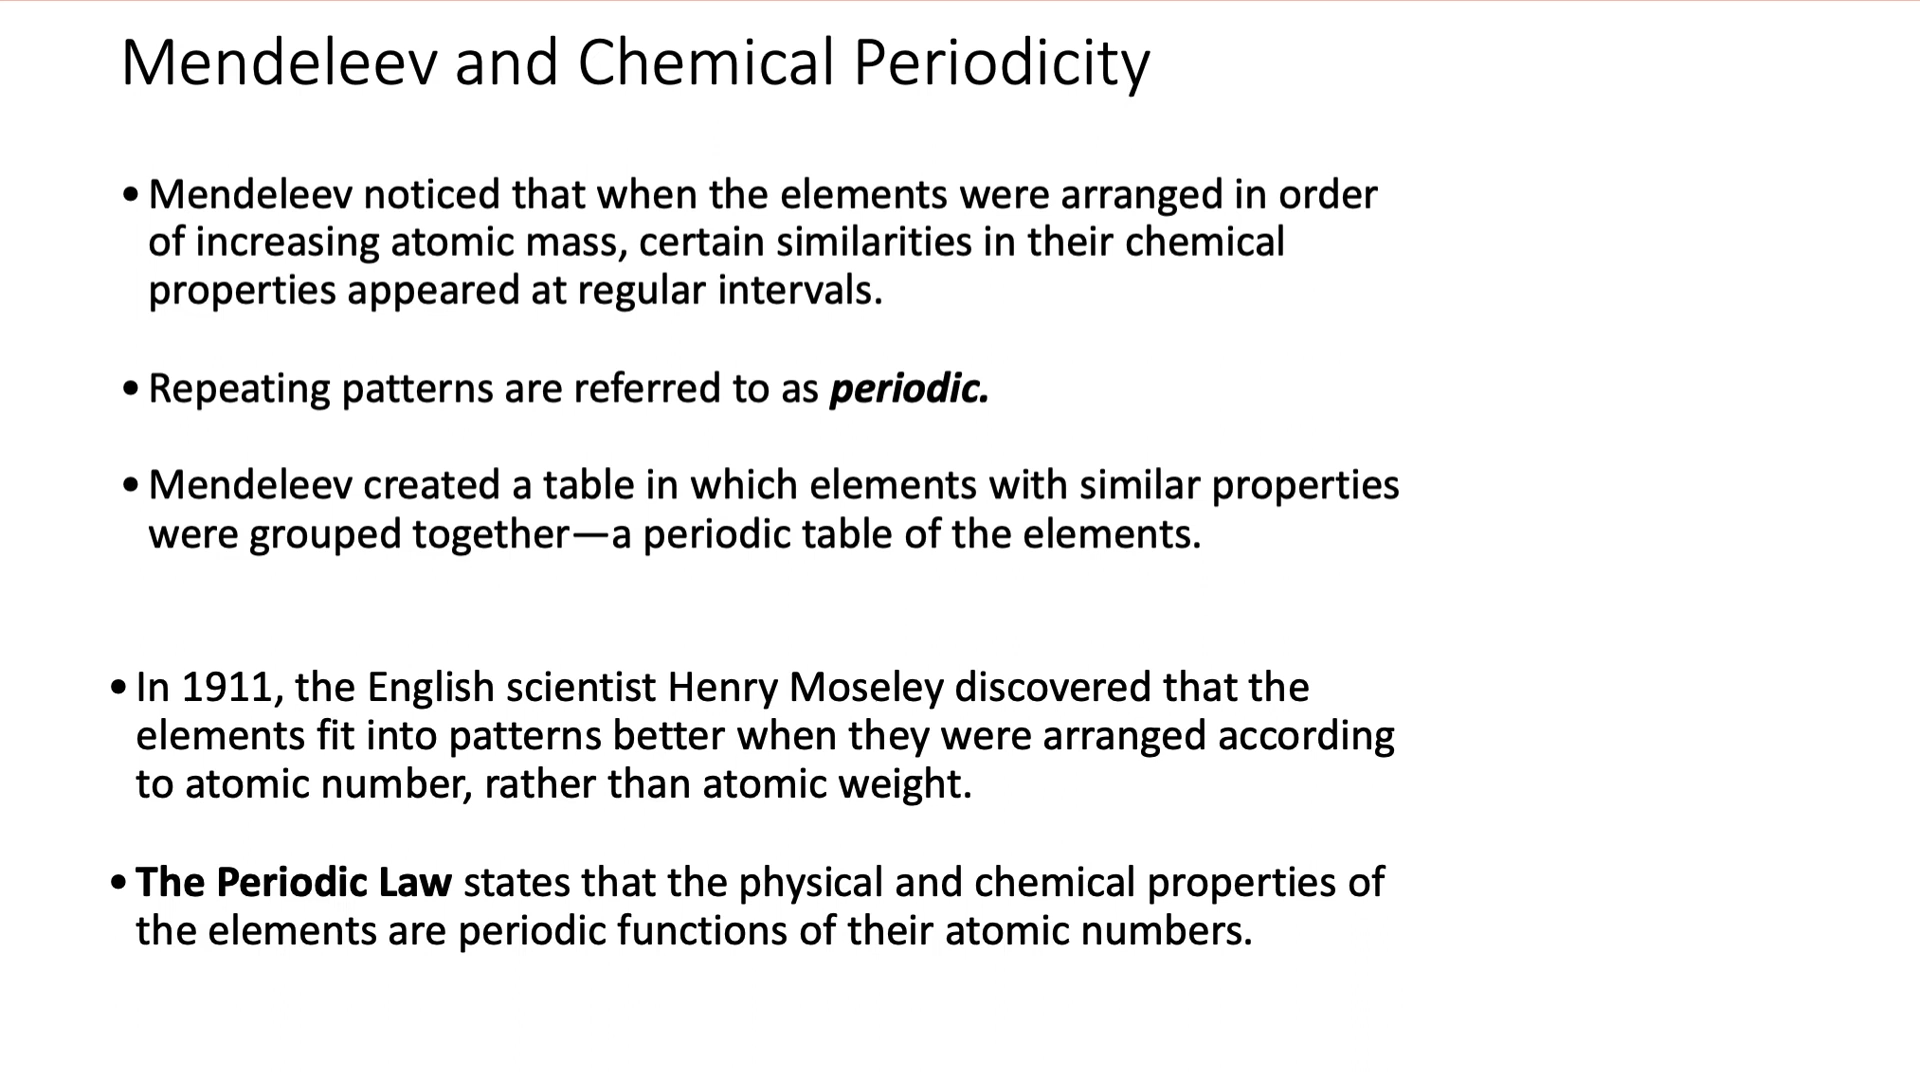 Mendeleev and Chemical Periodicity
• Mendeleev noticed that when the elements were arranged in order
of increasing atomic mass, certain similarities in their chemical
properties appeared at regular intervals.
• Repeating patterns are referred to as periodic.
• Mendeleev created a table in which elements with similar properties
were grouped together—a periodic table of the elements.
• In 1911, the English scientist Henry Moseley discovered that the
elements fit into patterns better when they were arranged according
to atomic number, rather than atomic weight.
• The Periodic Law states that the physical and chemical properties of
the elements are periodic functions of their atomic numbers.